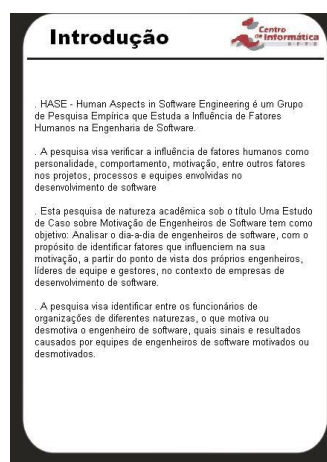 Introdução
Centro
de Informática
U F P E
. HASE - Human Aspects in Software Engineering é um Grupo
de Pesquisa Empírica que Estuda a Influência de Fatores
Humanos na Engenharia de Software.
. A pesquisa visa verificar a influência de fatores humanos como
personalidade, comportamento, motivação, entre outros fatores
nos projetos, processos e equipes envolvidas no
desenvolvimento de software
. Esta pesquisa de natureza acadêmica sob o título Uma Estudo
de Caso sobre Motivação de Engenheiros de Software tem como
objetivo: Analisar o dia-a-dia de engenheiros de software, com o
propósito de identificar fatores que influenciem na sua
motivação, a partir do ponto de vista dos próprios engenheiros,
líderes de equipe e gestores, no contexto de empresas de
desenvolvimento de software.
. A pesquisa visa identificar entre os funcionários de
organizações de diferentes naturezas, o que motiva ou
desmotiva o engenheiro de software, quais sinais e resultados
causados por equipes de engenheiros de software motivados ou
desmotivados.